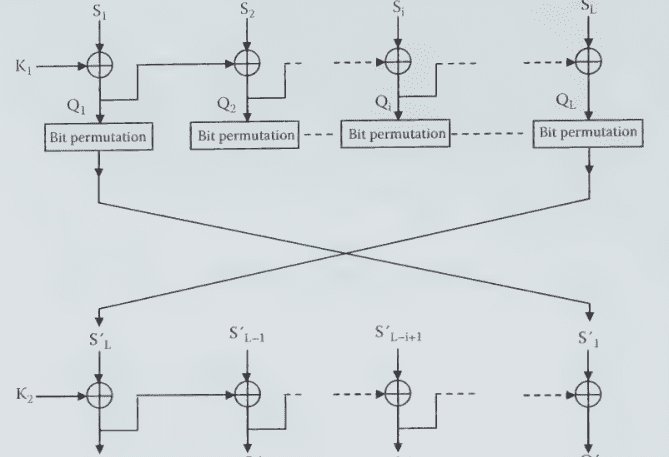 S1 S2 Si SL
K1
Q1 Q2 Qi QL
Bit permutation Bit permutation Bit permutation Bit permutation
S′L S′L−1 S′L−i+1 S′1
K2